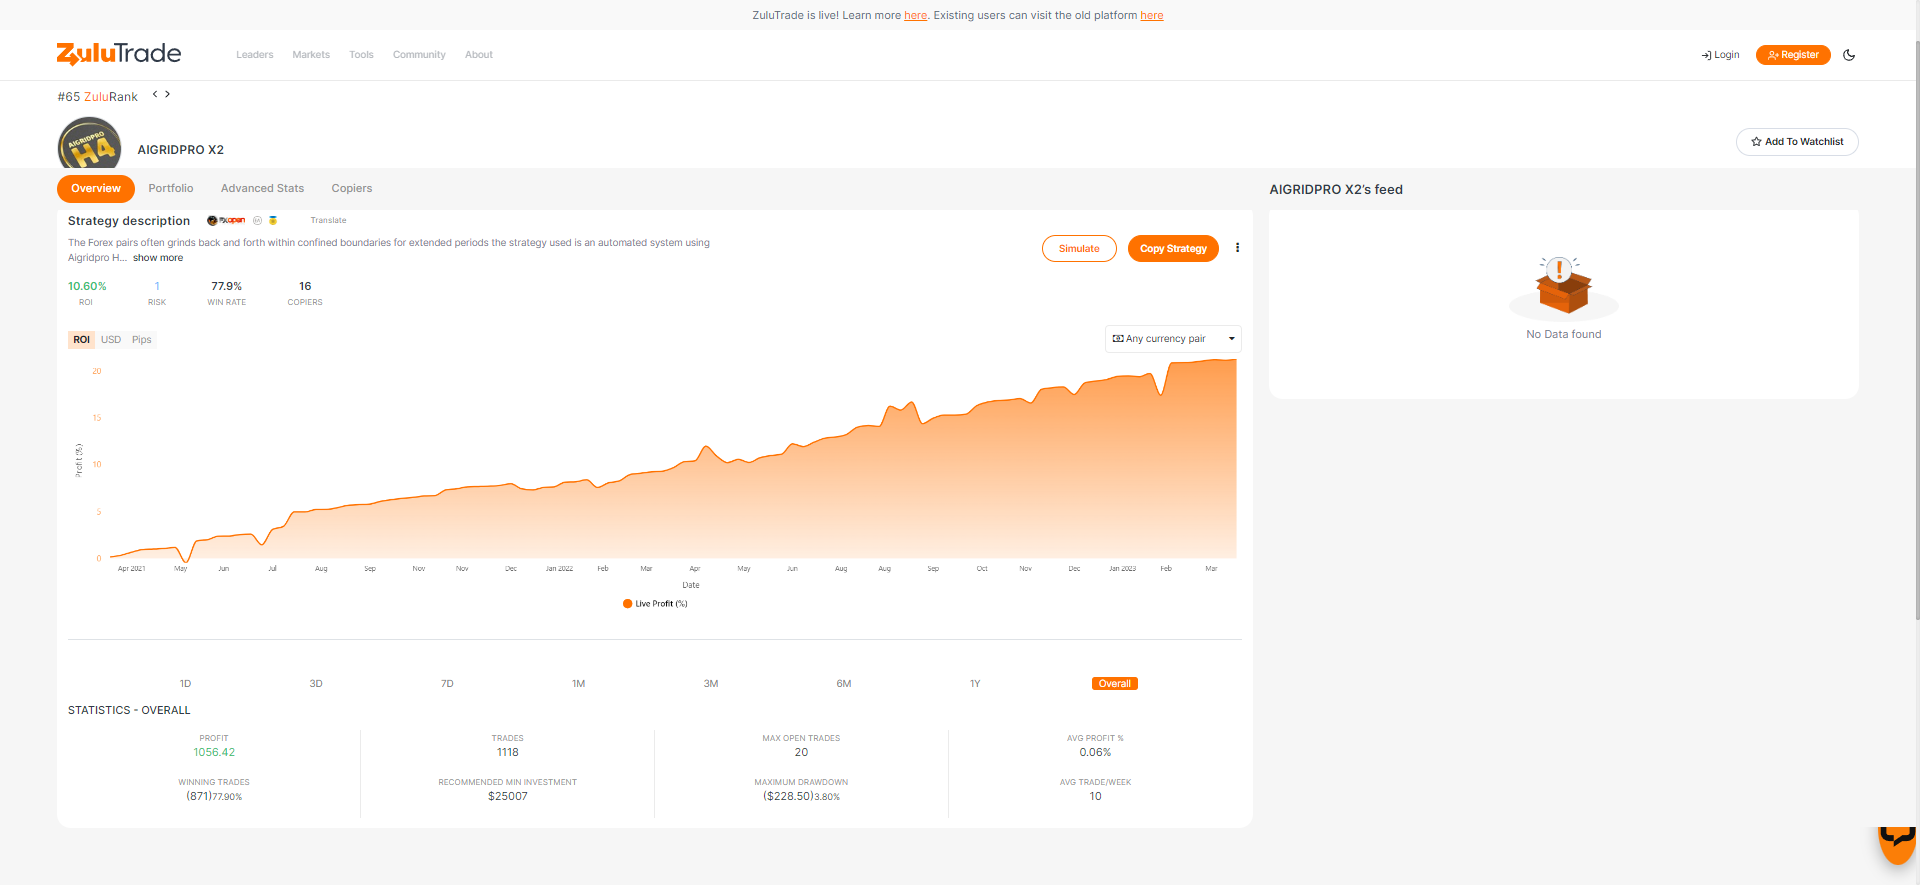 ZuluTrade is live! Learn more here. Existing users can visit the old platform here
ZuluTrade
Leaders Markets Tools Community About
Login Register
#65 ZuluRank < >
AIGRIDPRO H4
AIGRIDPRO X2
Add To Watchlist
Overview Portfolio Advanced Stats Copiers
AIGRIDPRO X2's feed
Strategy description Translate
The Forex pairs often grinds back and forth within confined boundaries for extended periods the strategy used is an automated system using
Aigridpro H... show more
Simulate Copy Strategy
10.60% 1 77.9% 16
ROI RISK WIN RATE COPIERS
No Data found
ROI USD Pips
Any currency pair
20
15
10
5
0
Profit (%)
Apr 2021 May Jun Jul Aug Sep Nov Nov Dec Jan 2022 Feb Mar Apr May Jun Aug Aug Sep Oct Nov Dec Jan 2023 Feb Mar
Date
Live Profit (%)
1D 3D 7D 1M 3M 6M 1Y Overall
STATISTICS - OVERALL
PROFIT TRADES MAX OPEN TRADES AVG PROFIT %
1056.42 1118 20 0.06%
WINNING TRADES RECOMMENDED MIN INVESTMENT MAXIMUM DRAWDOWN AVG TRADE/WEEK
(871)77.90% $25007 ($228.50)3.80% 10